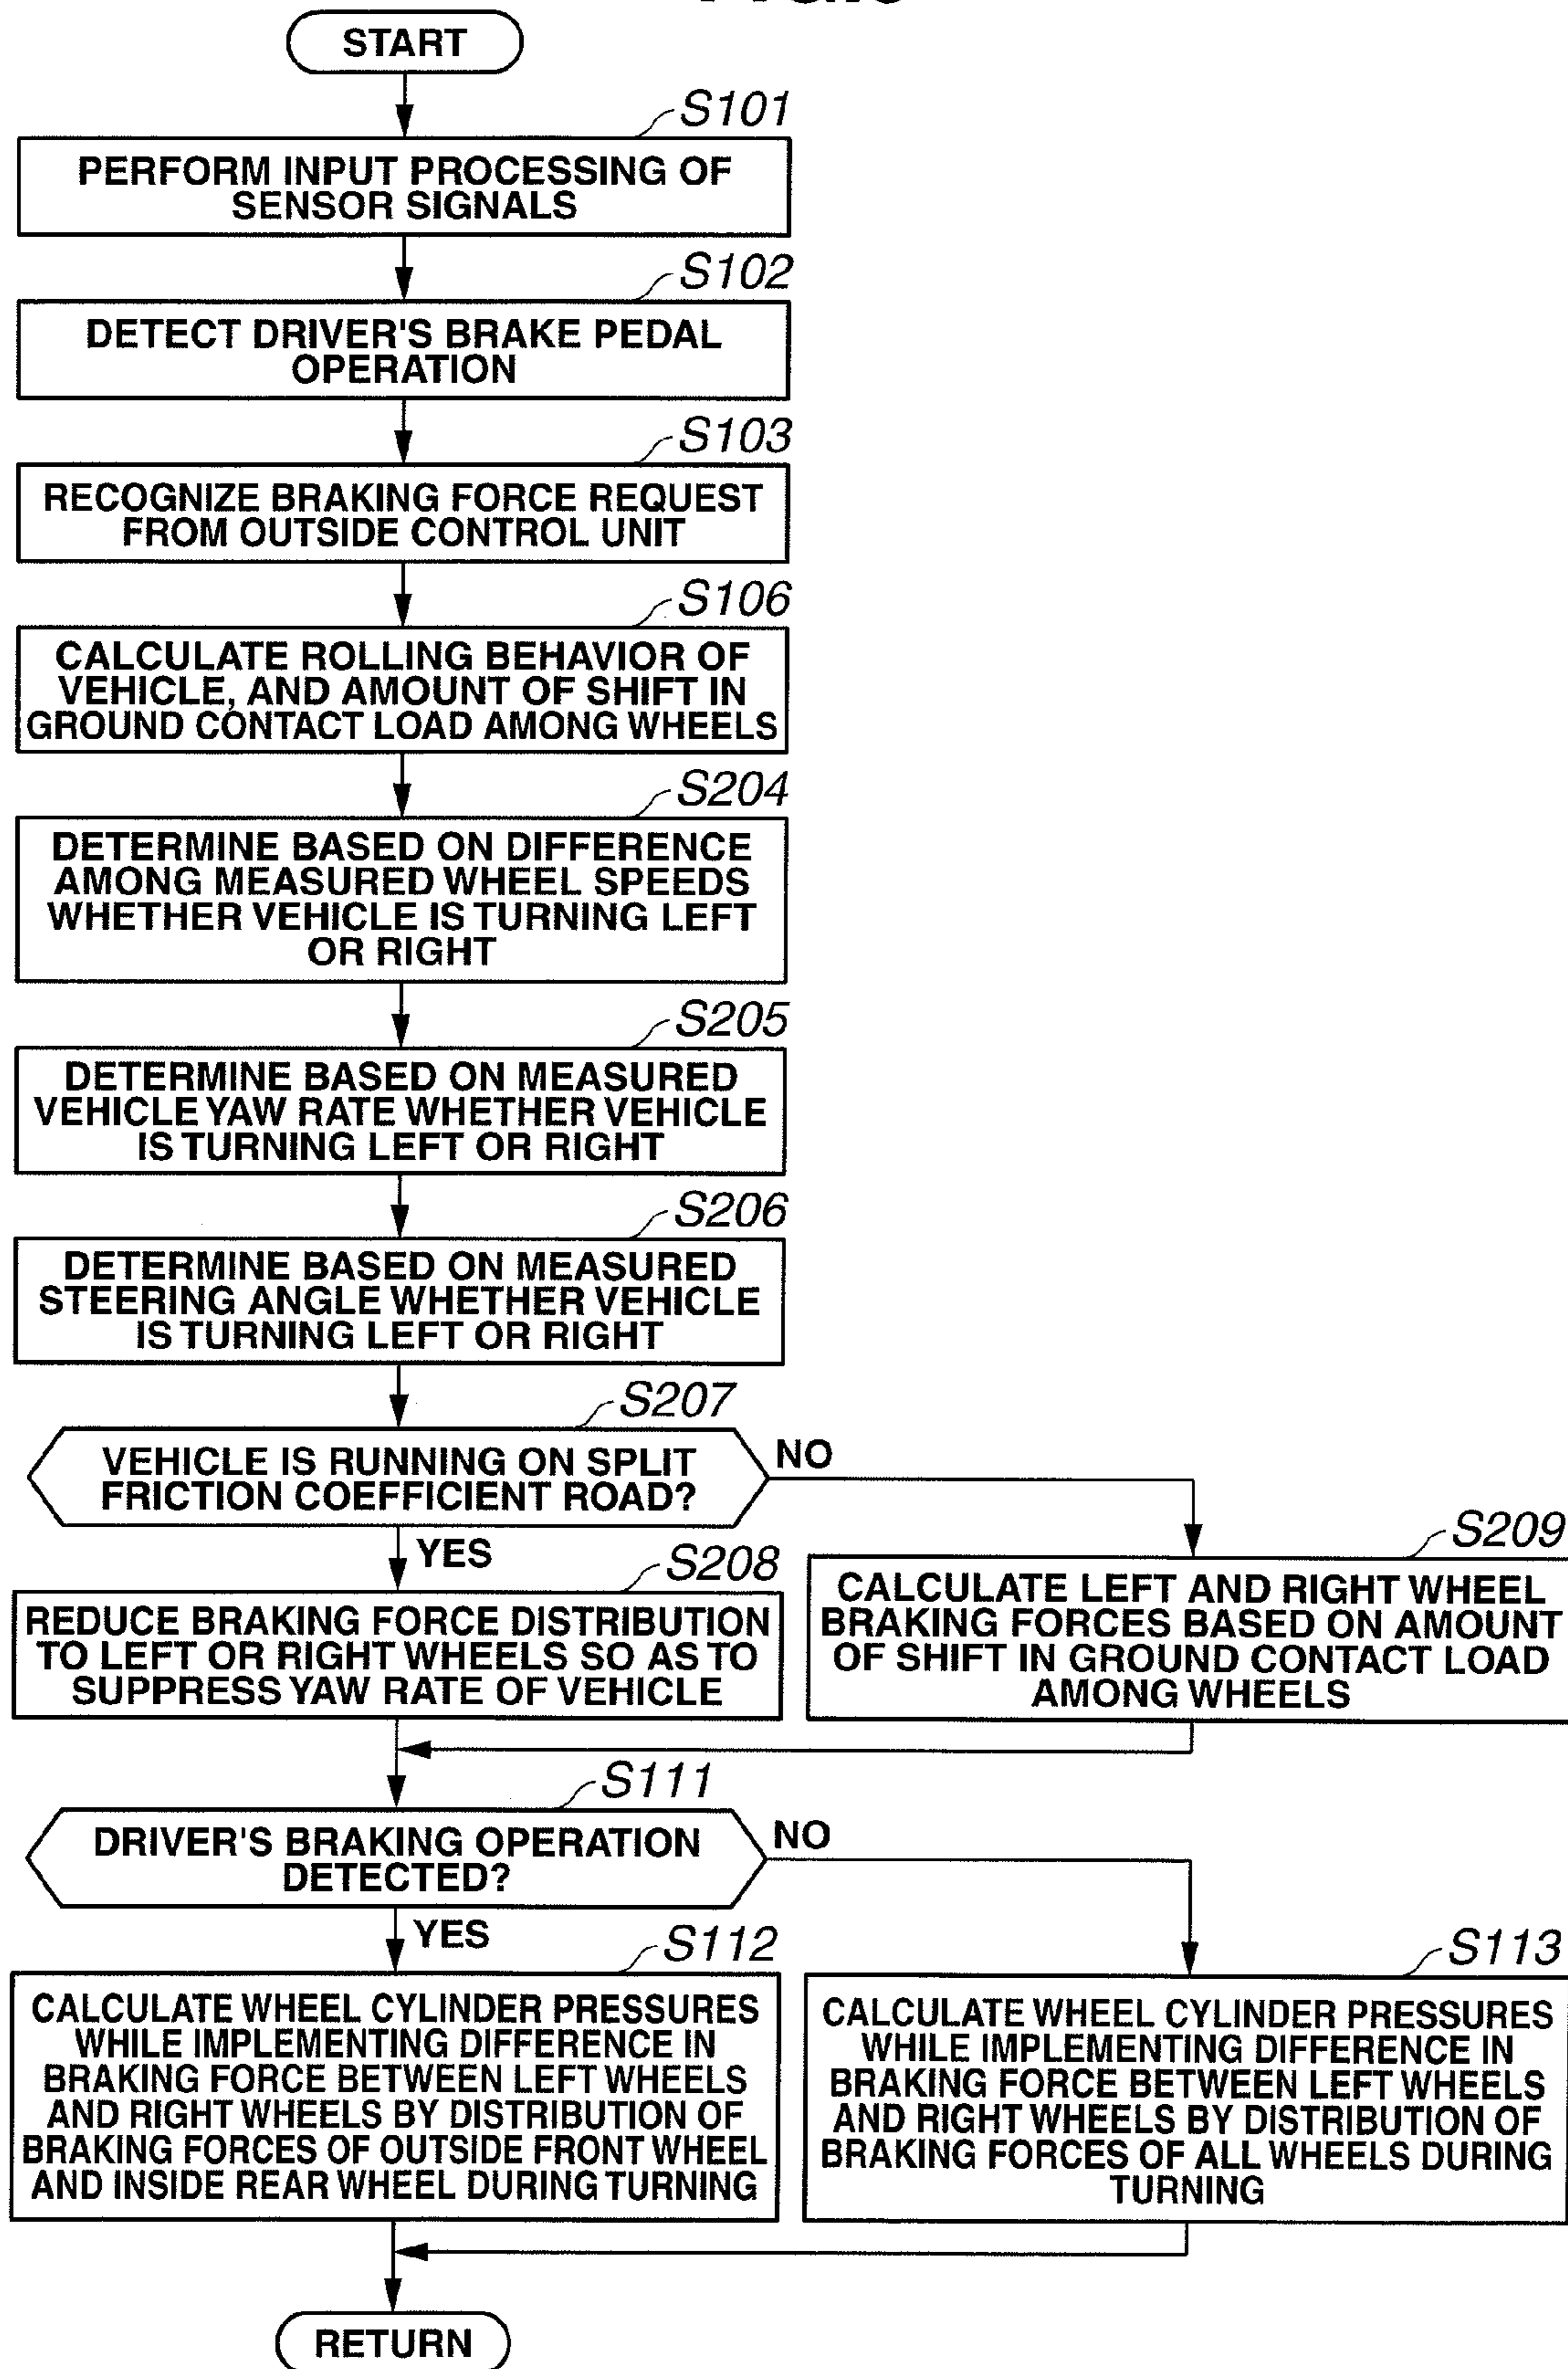 START
S101
PERFORM INPUT PROCESSING OF
SENSOR SIGNALS
S102
DETECT DRIVER'S BRAKE PEDAL
OPERATION
S103
RECOGNIZE BRAKING FORCE REQUEST
FROM OUTSIDE CONTROL UNIT
S106
CALCULATE ROLLING BEHAVIOR OF
VEHICLE, AND AMOUNT OF SHIFT IN
GROUND CONTACT LOAD AMONG WHEELS
S204
DETERMINE BASED ON DIFFERENCE
AMONG MEASURED WHEEL SPEEDS
WHETHER VEHICLE IS TURNING LEFT
OR RIGHT
S205
DETERMINE BASED ON MEASURED
VEHICLE YAW RATE WHETHER VEHICLE
IS TURNING LEFT OR RIGHT
S206
DETERMINE BASED ON MEASURED
STEERING ANGLE WHETHER VEHICLE
IS TURNING LEFT OR RIGHT
S207
VEHICLE IS RUNNING ON SPLIT
FRICTION COEFFICIENT ROAD?
NO
YES
S208
REDUCE BRAKING FORCE DISTRIBUTION
TO LEFT OR RIGHT WHEELS SO AS TO
SUPPRESS YAW RATE OF VEHICLE
S209
CALCULATE LEFT AND RIGHT WHEEL
BRAKING FORCES BASED ON AMOUNT
OF SHIFT IN GROUND CONTACT LOAD
AMONG WHEELS
S111
DRIVER'S BRAKING OPERATION
DETECTED?
NO
YES
S112
CALCULATE WHEEL CYLINDER PRESSURES
WHILE IMPLEMENTING DIFFERENCE IN
BRAKING FORCE BETWEEN LEFT WHEELS
AND RIGHT WHEELS BY DISTRIBUTION OF
BRAKING FORCES OF OUTSIDE FRONT WHEEL
AND INSIDE REAR WHEEL DURING TURNING
S113
CALCULATE WHEEL CYLINDER PRESSURES
WHILE IMPLEMENTING DIFFERENCE IN
BRAKING FORCE BETWEEN LEFT WHEELS
AND RIGHT WHEELS BY DISTRIBUTION OF
BRAKING FORCES OF ALL WHEELS DURING
TURNING
RETURN